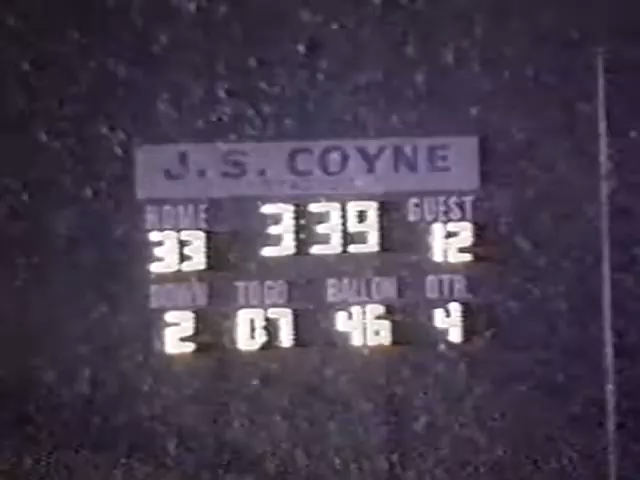 J. S. COYNE
HOME 3:39 GUEST
33 12
DOWN TO GO BALL ON QTR.
2 07 46 4